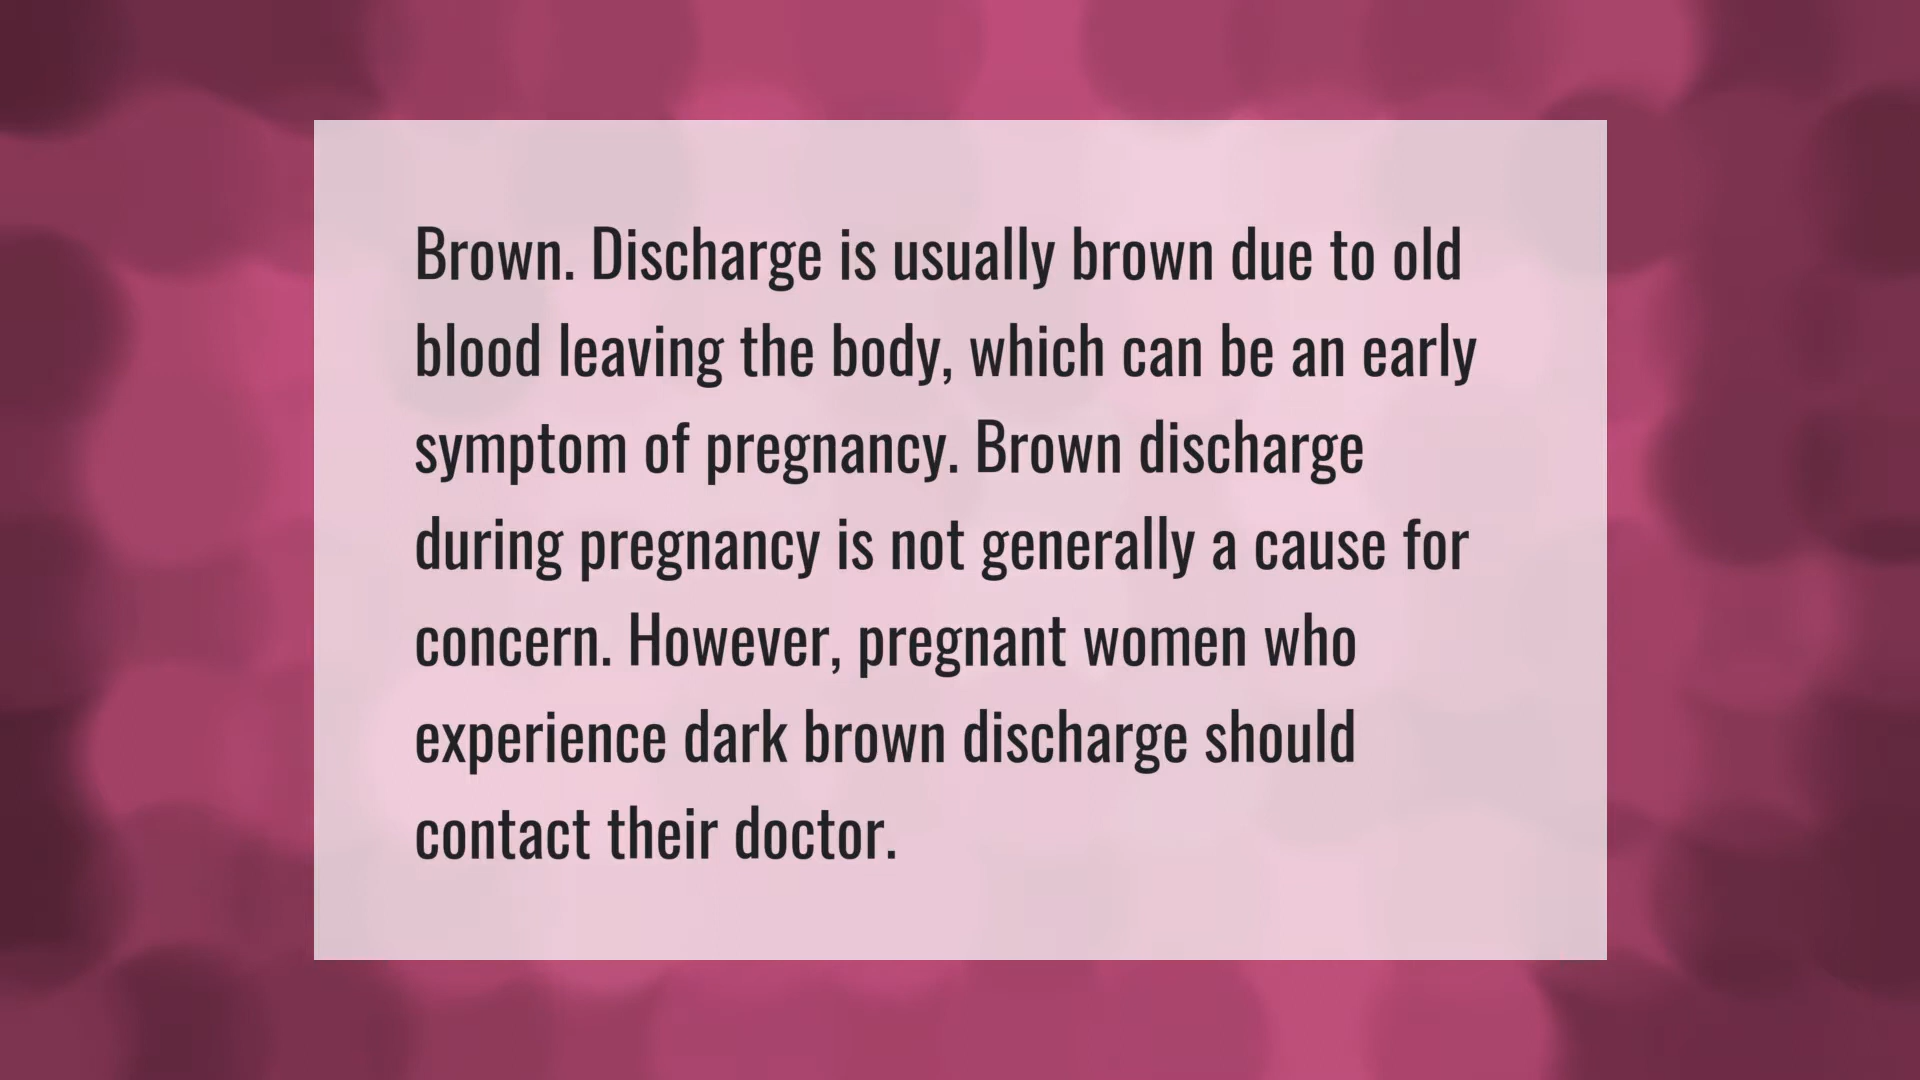 Brown. Discharge is usually brown due to old
blood leaving the body, which can be an early
symptom of pregnancy. Brown discharge
during pregnancy is not generally a cause for
concern. However, pregnant women who
experience dark brown discharge should
contact their doctor.